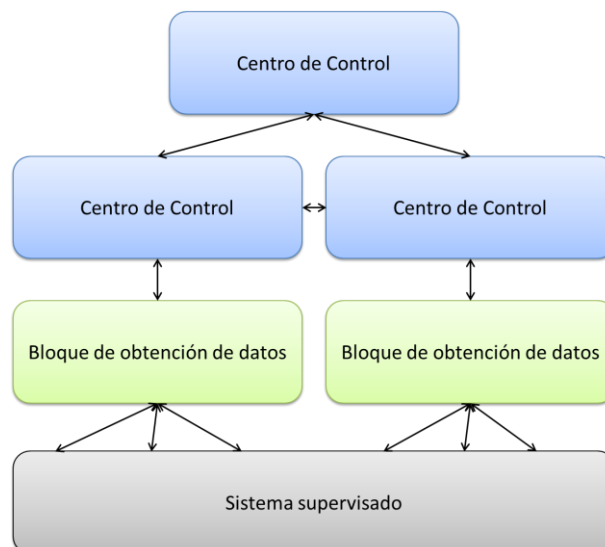 Centro de Control
Centro de Control
Centro de Control
Bloque de obtención de datos
Bloque de obtención de datos
Sistema supervisado